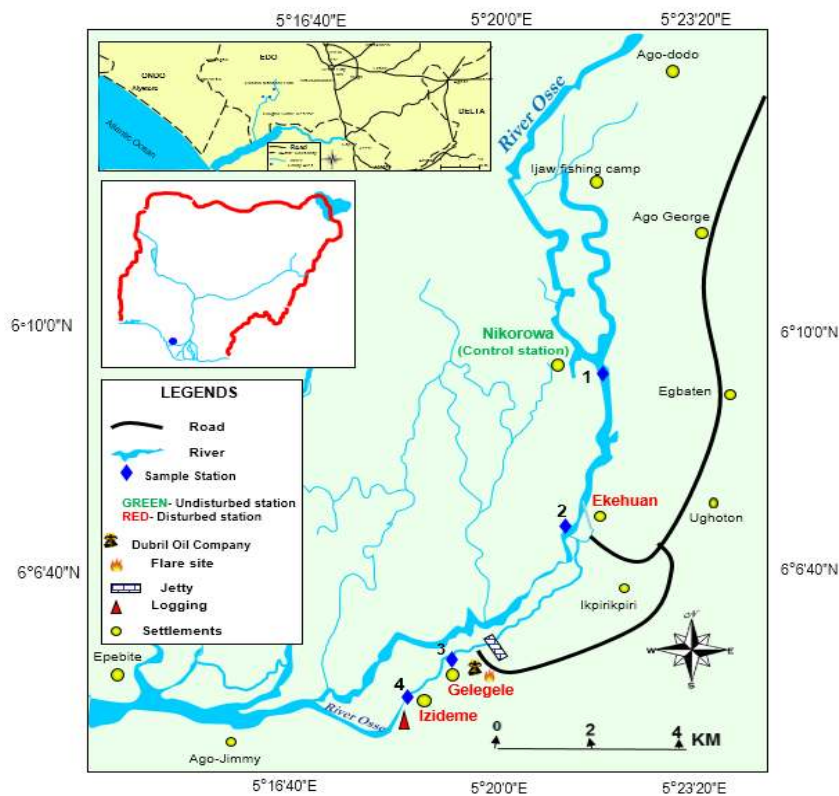 5°16'40"E
5°20'0"E
5°23'20"E
EDO
ONDO
DELTA
Atlantic Ocean
Road
River Osse
Ago-dodo
Ijaw fishing camp
Ago George
6°10'0"N
6°10'0"N
Nikorowa
(Control station)
1
Egbaten
LEGENDS
Road
River
Sample Station
GREEN- Undisturbed station
RED- Disturbed station
Dubril Oil Company
Flare site
Jetty
Logging
Settlements
2
Ekehuan
Ughoton
6°6'40"N
6°6'40"N
Ikpirikpiri
N
W
E
S
Epebite
3
Gelegele
4
Izideme
River Osse
0
2
4
KM
Ago-Jimmy
5°16'40"E
5°20'0"E
5°23'20"E